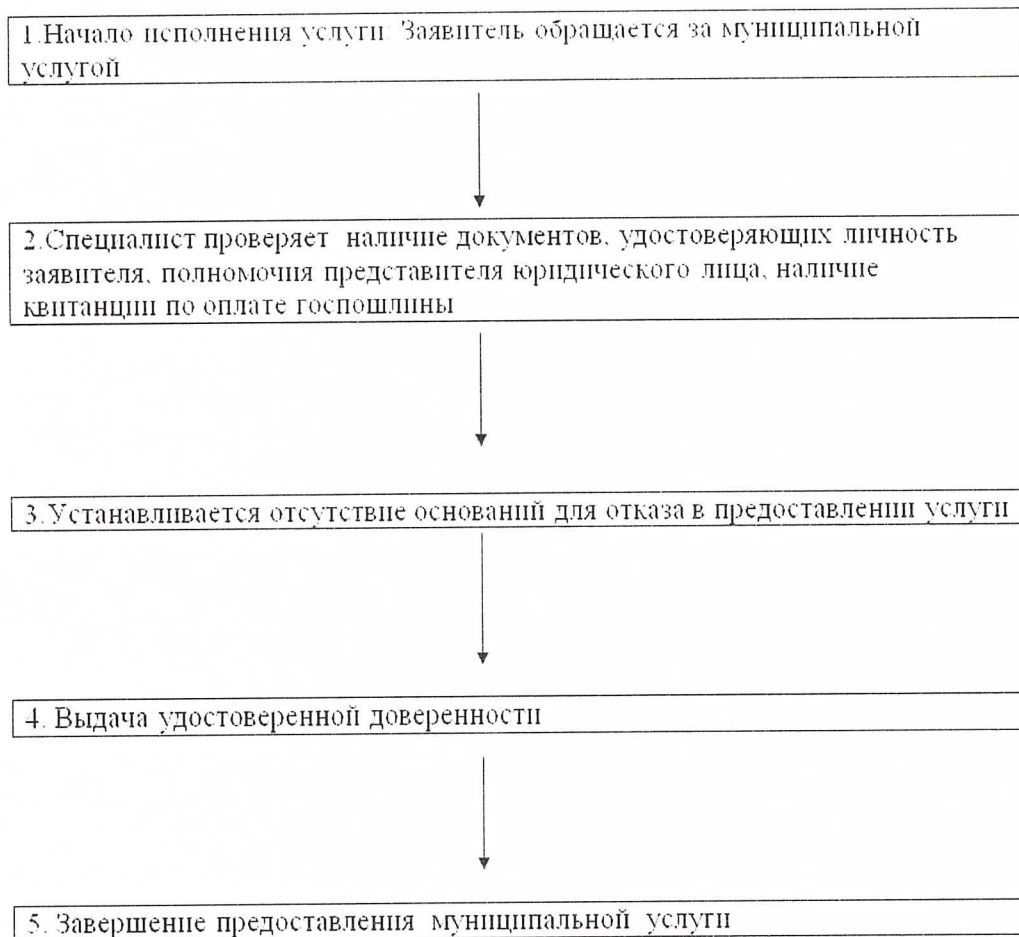 1.Начало исполнения услуги: Заявитель обращается за муниципальной
услугой
2.Специалист проверяет наличие документов, удостоверяющих личность
заявителя, полномочия представителя юридического лица, наличие
квитанции по оплате госпошлины
3.Устанавливается отсутствие оснований для отказа в предоставлении услуги
4. Выдача удостоверенной доверенности
5. Завершение предоставления муниципальной услуги